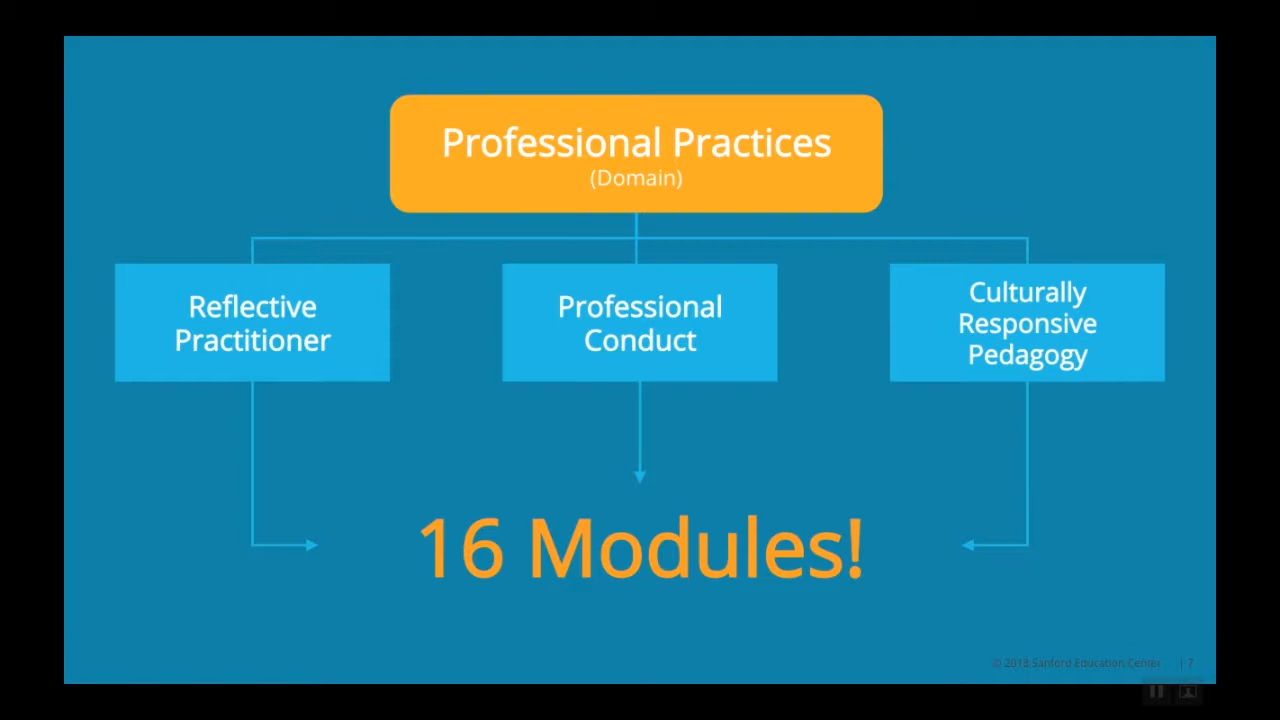 Professional Practices
(Domain)
Reflective
Practitioner
Professional
Conduct
Culturally
Responsive
Pedagogy
16 Modules!
© 2018 Sanford Education Center | 7